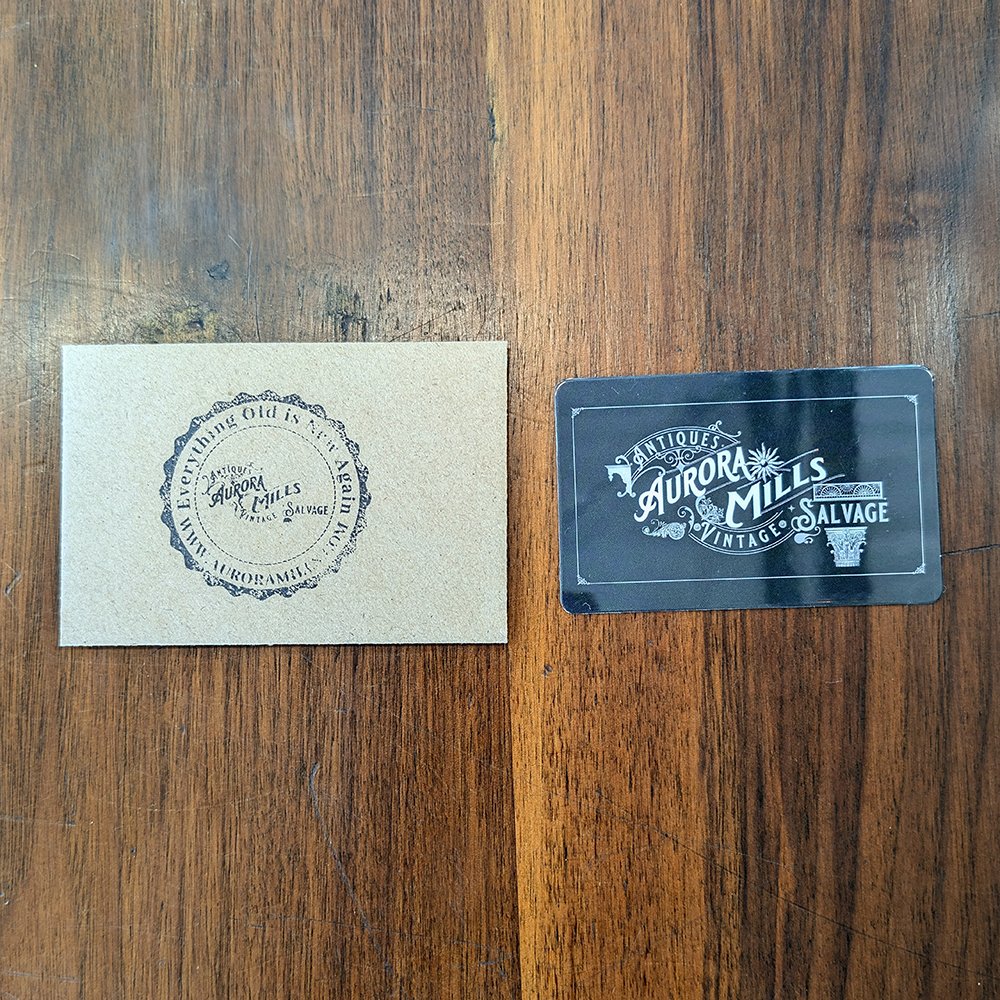 Everything Old is New Again
ANTIQUES
AURORA
MILLS
VINTAGE SALVAGE
WWW.AURORAMILLS.COM
ANTIQUES
AURORA
MILLS
VINTAGE SALVAGE